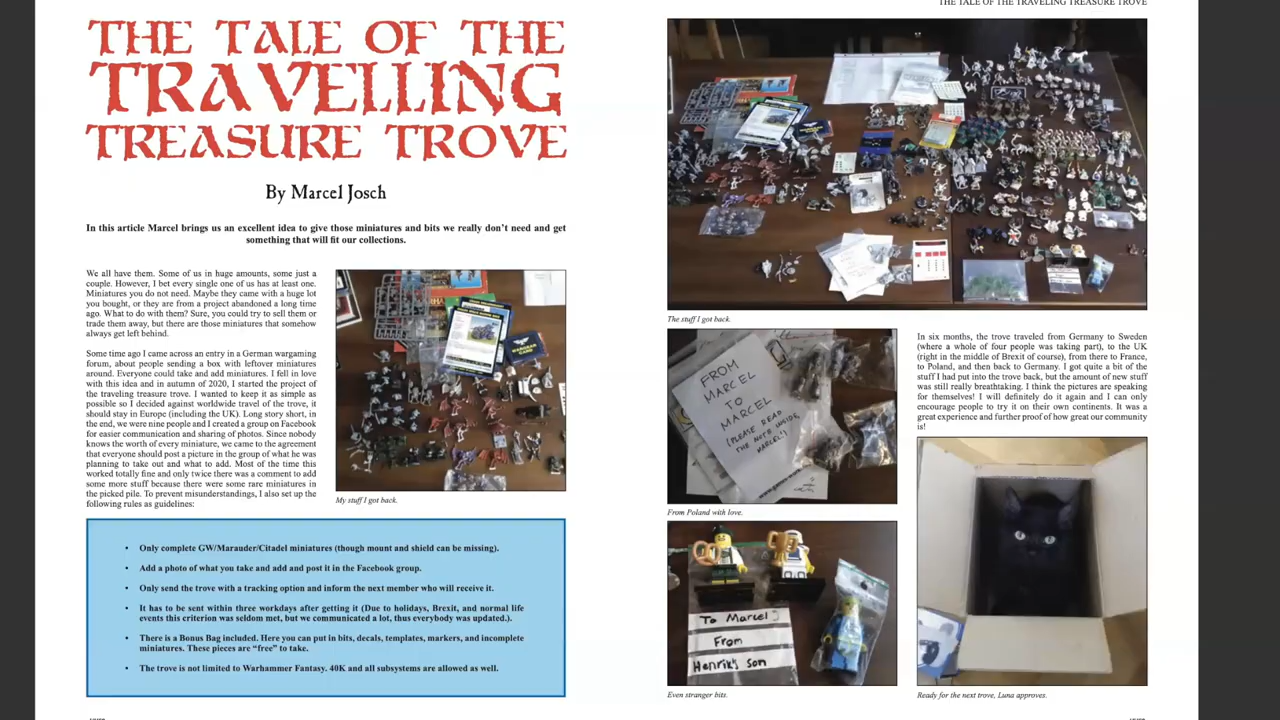 THE TALE OF THE
TRAVELLING
TREASURE TROVE
By Marcel Josch
In this article Marcel brings us an excellent idea to give those miniatures and bits we really don't need and get
something that will fit our collections.
We all have them. Some of us in huge amounts, some just a
couple. However, I bet every single one of us has at least one.
Miniatures you do not need. Maybe they came with a huge lot
you bought, or they are from a project abandoned a long time
ago. What to do with them? Sure, you could try to sell them or
trade them away, but there are those miniatures that somehow
always get left behind.
Some time ago I came across an entry in a German wargaming
forum, about people sending a box with leftover miniatures
around. Everyone could take and add miniatures. I fell in love
with this idea and in autumn of 2020, I started the project of
the traveling treasure trove. I wanted to keep it as simple as
possible so I decided against worldwide travel of the trove, it
should stay in Europe (including the UK). Long story short, in
the end, we were nine people and I created a group on Facebook
for easier communication and sharing of photos. Since nobody
knows the worth of every miniature, we came to the agreement
that everyone should post a picture in the group of what he was
planning to take out and what to add. Most of the time this
worked totally fine and only twice there was a comment to add
some more stuff because there were some rare miniatures in
the picked pile. To prevent misunderstandings, I also set up the
following rules as guidelines:
My stuff I got back.
• Only complete GW/Marauder/Citadel miniatures (though mount and shield can be missing).
• Add a photo of what you take and add and post it in the Facebook group.
• Only send the trove with a tracking option and inform the next member who will receive it.
• It has to be sent within three workdays after getting it (Due to holidays, Brexit, and normal life
events this criterion was seldom met, but we communicated a lot, thus everybody was updated.).
• There is a Bonus Bag included. Here you can put in bits, decals, templates, markers, and incomplete
miniatures. These pieces are "free" to take.
• The trove is not limited to Warhammer Fantasy. 40K and all subsystems are allowed as well.
THE TALE OF THE TRAVELING TREASURE TROVE
The stuff I got back.
FROM
MARCEL
TO
MARCEL
(PLEASE READ
THE NOTE INSIDE,
MARCEL!)
From Poland with love.
In six months, the trove traveled from Germany to Sweden
(where a whole of four people was taking part), to the UK
(right in the middle of Brexit of course), from there to France,
to Poland, and then back to Germany. I got quite a bit of the
stuff I had put into the trove back, but the amount of new stuff
was still really breathtaking. I think the pictures are speaking
for themselves! I will definitely do it again and I can only
encourage people to try it on their own continents. It was a
great experience and further proof of how great our community
is!
To Marcel
From
Henrik's son
Even stranger bits.
Ready for the next trove, Luna approves.